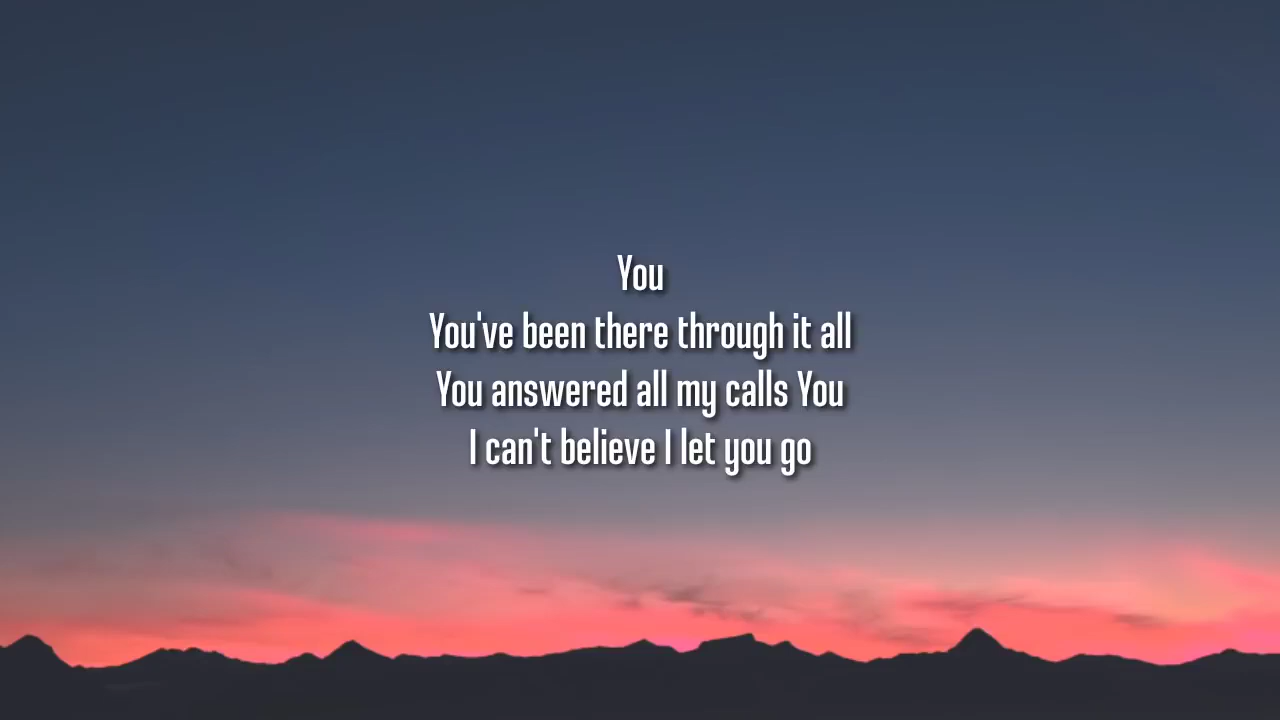 You
You've been there through it all
You answered all my calls You
I can't believe I let you go